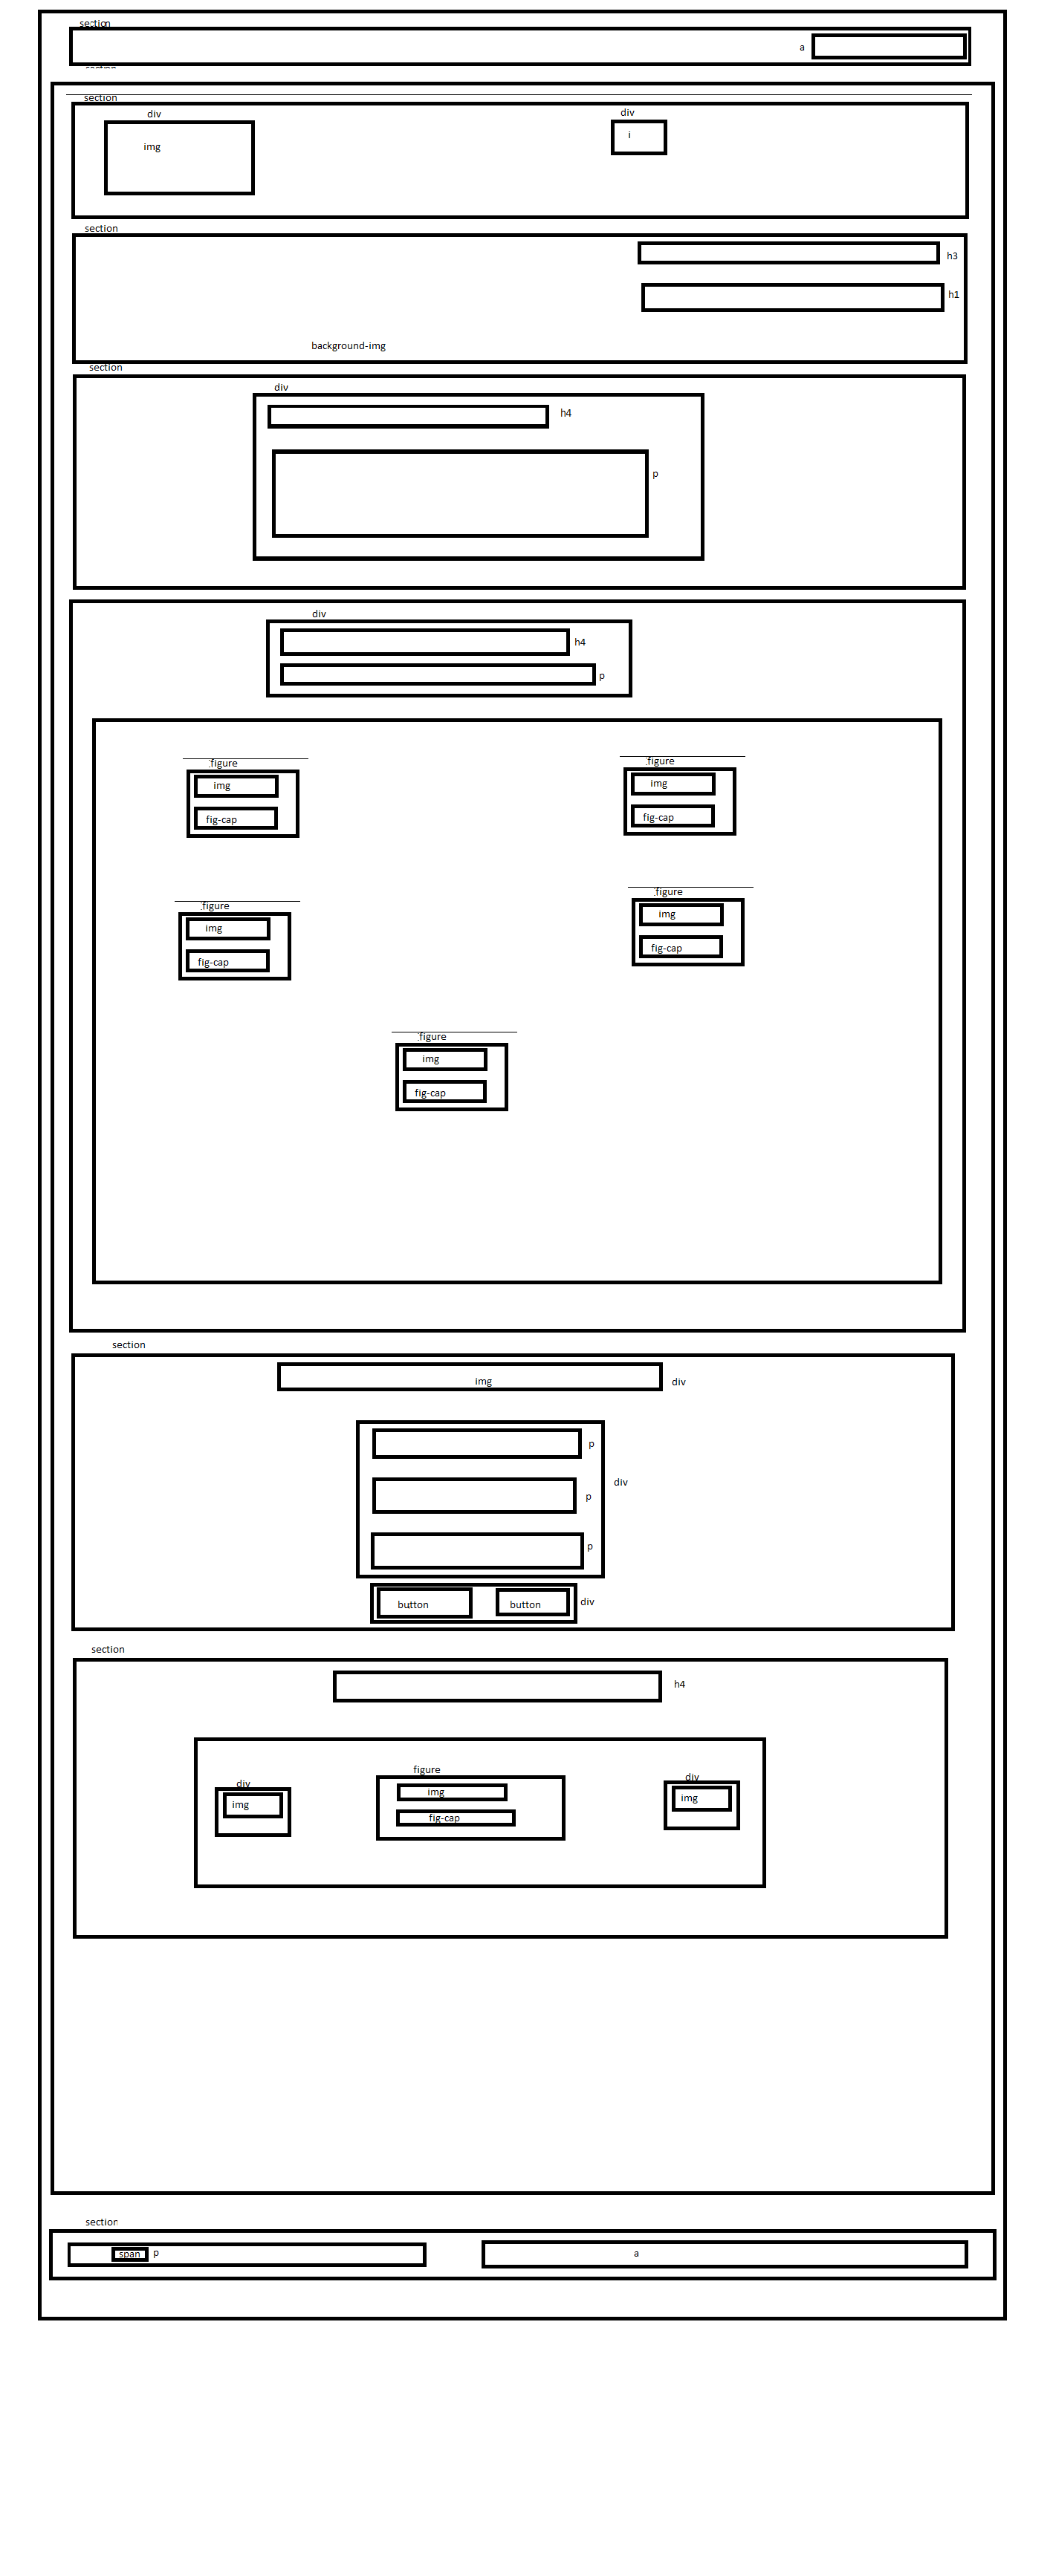 section
a
section
div
div
img
i
section
h3
h1
background-img
section
div
h4
p
div
h4
p
figure
figure
img
img
fig-cap
fig-cap
figure
figure
img
img
fig-cap
fig-cap
figure
img
fig-cap
section
img
div
p
div
p
p
button
button
div
section
h4
figure
div
div
img
img
img
fig-cap
section
span
p
a